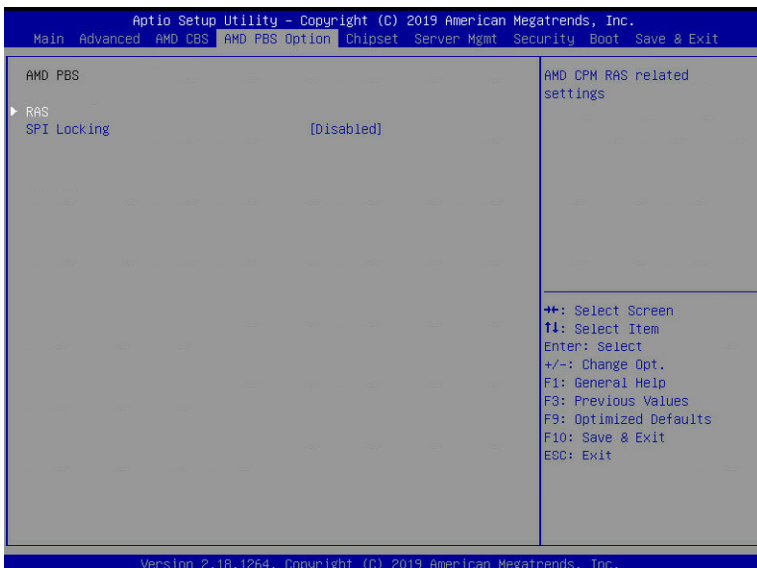 Aptio Setup Utility – Copyright (C) 2019 American Megatrends, Inc.
Main Advanced AMD CBS AMD PBS Option Chipset Server Mgmt Security Boot Save & Exit
AMD PBS
RAS
SPI Locking [Disabled]
AMD CPM RAS related
settings
→←: Select Screen
↑↓: Select Item
Enter: Select
+/-: Change Opt.
F1: General Help
F3: Previous Values
F9: Optimized Defaults
F10: Save & Exit
ESC: Exit
Version 2.18.1264. Copyright (C) 2019 American Megatrends, Inc.